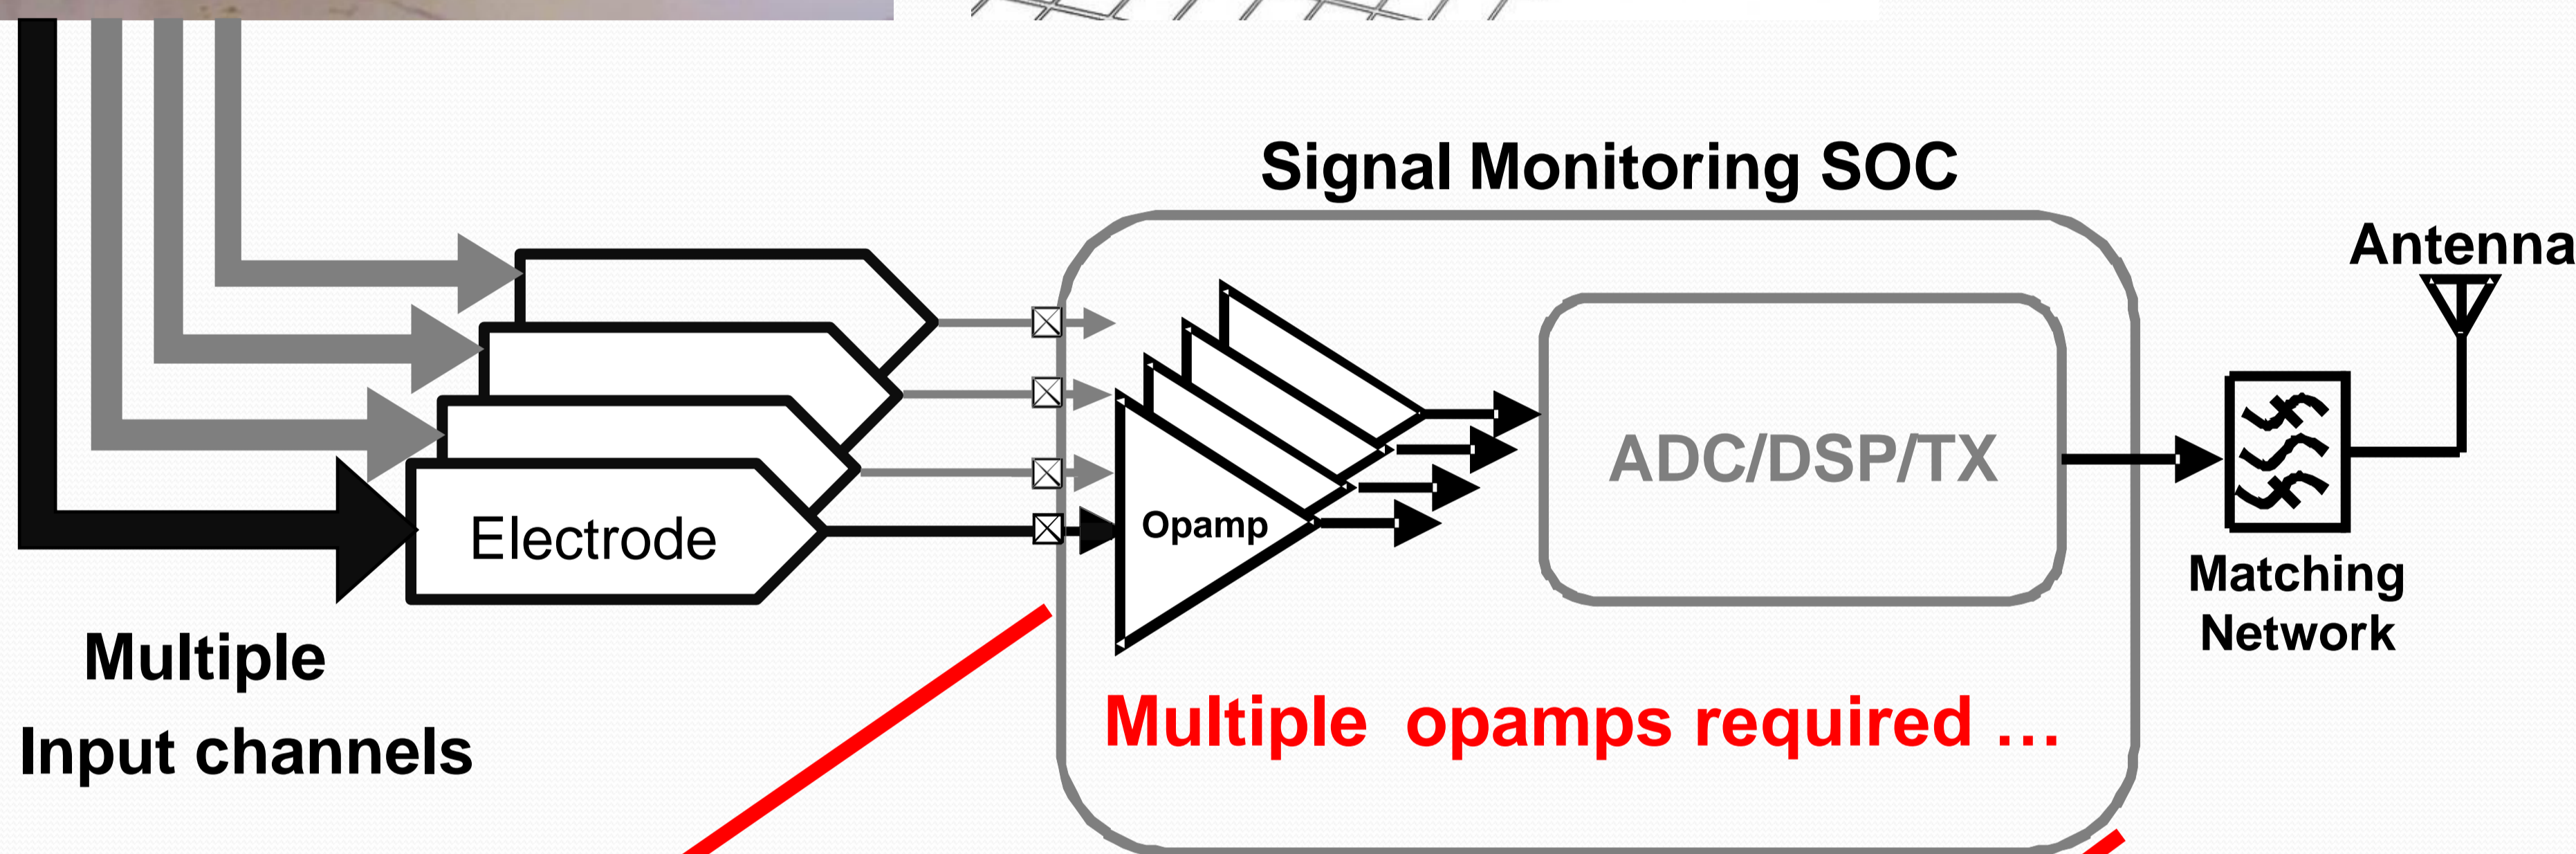 Signal Monitoring SOC
Antenna
ADC/DSP/TX
Opamp
Electrode
Matching
Network
Multiple
Input channels
Multiple opamps required …